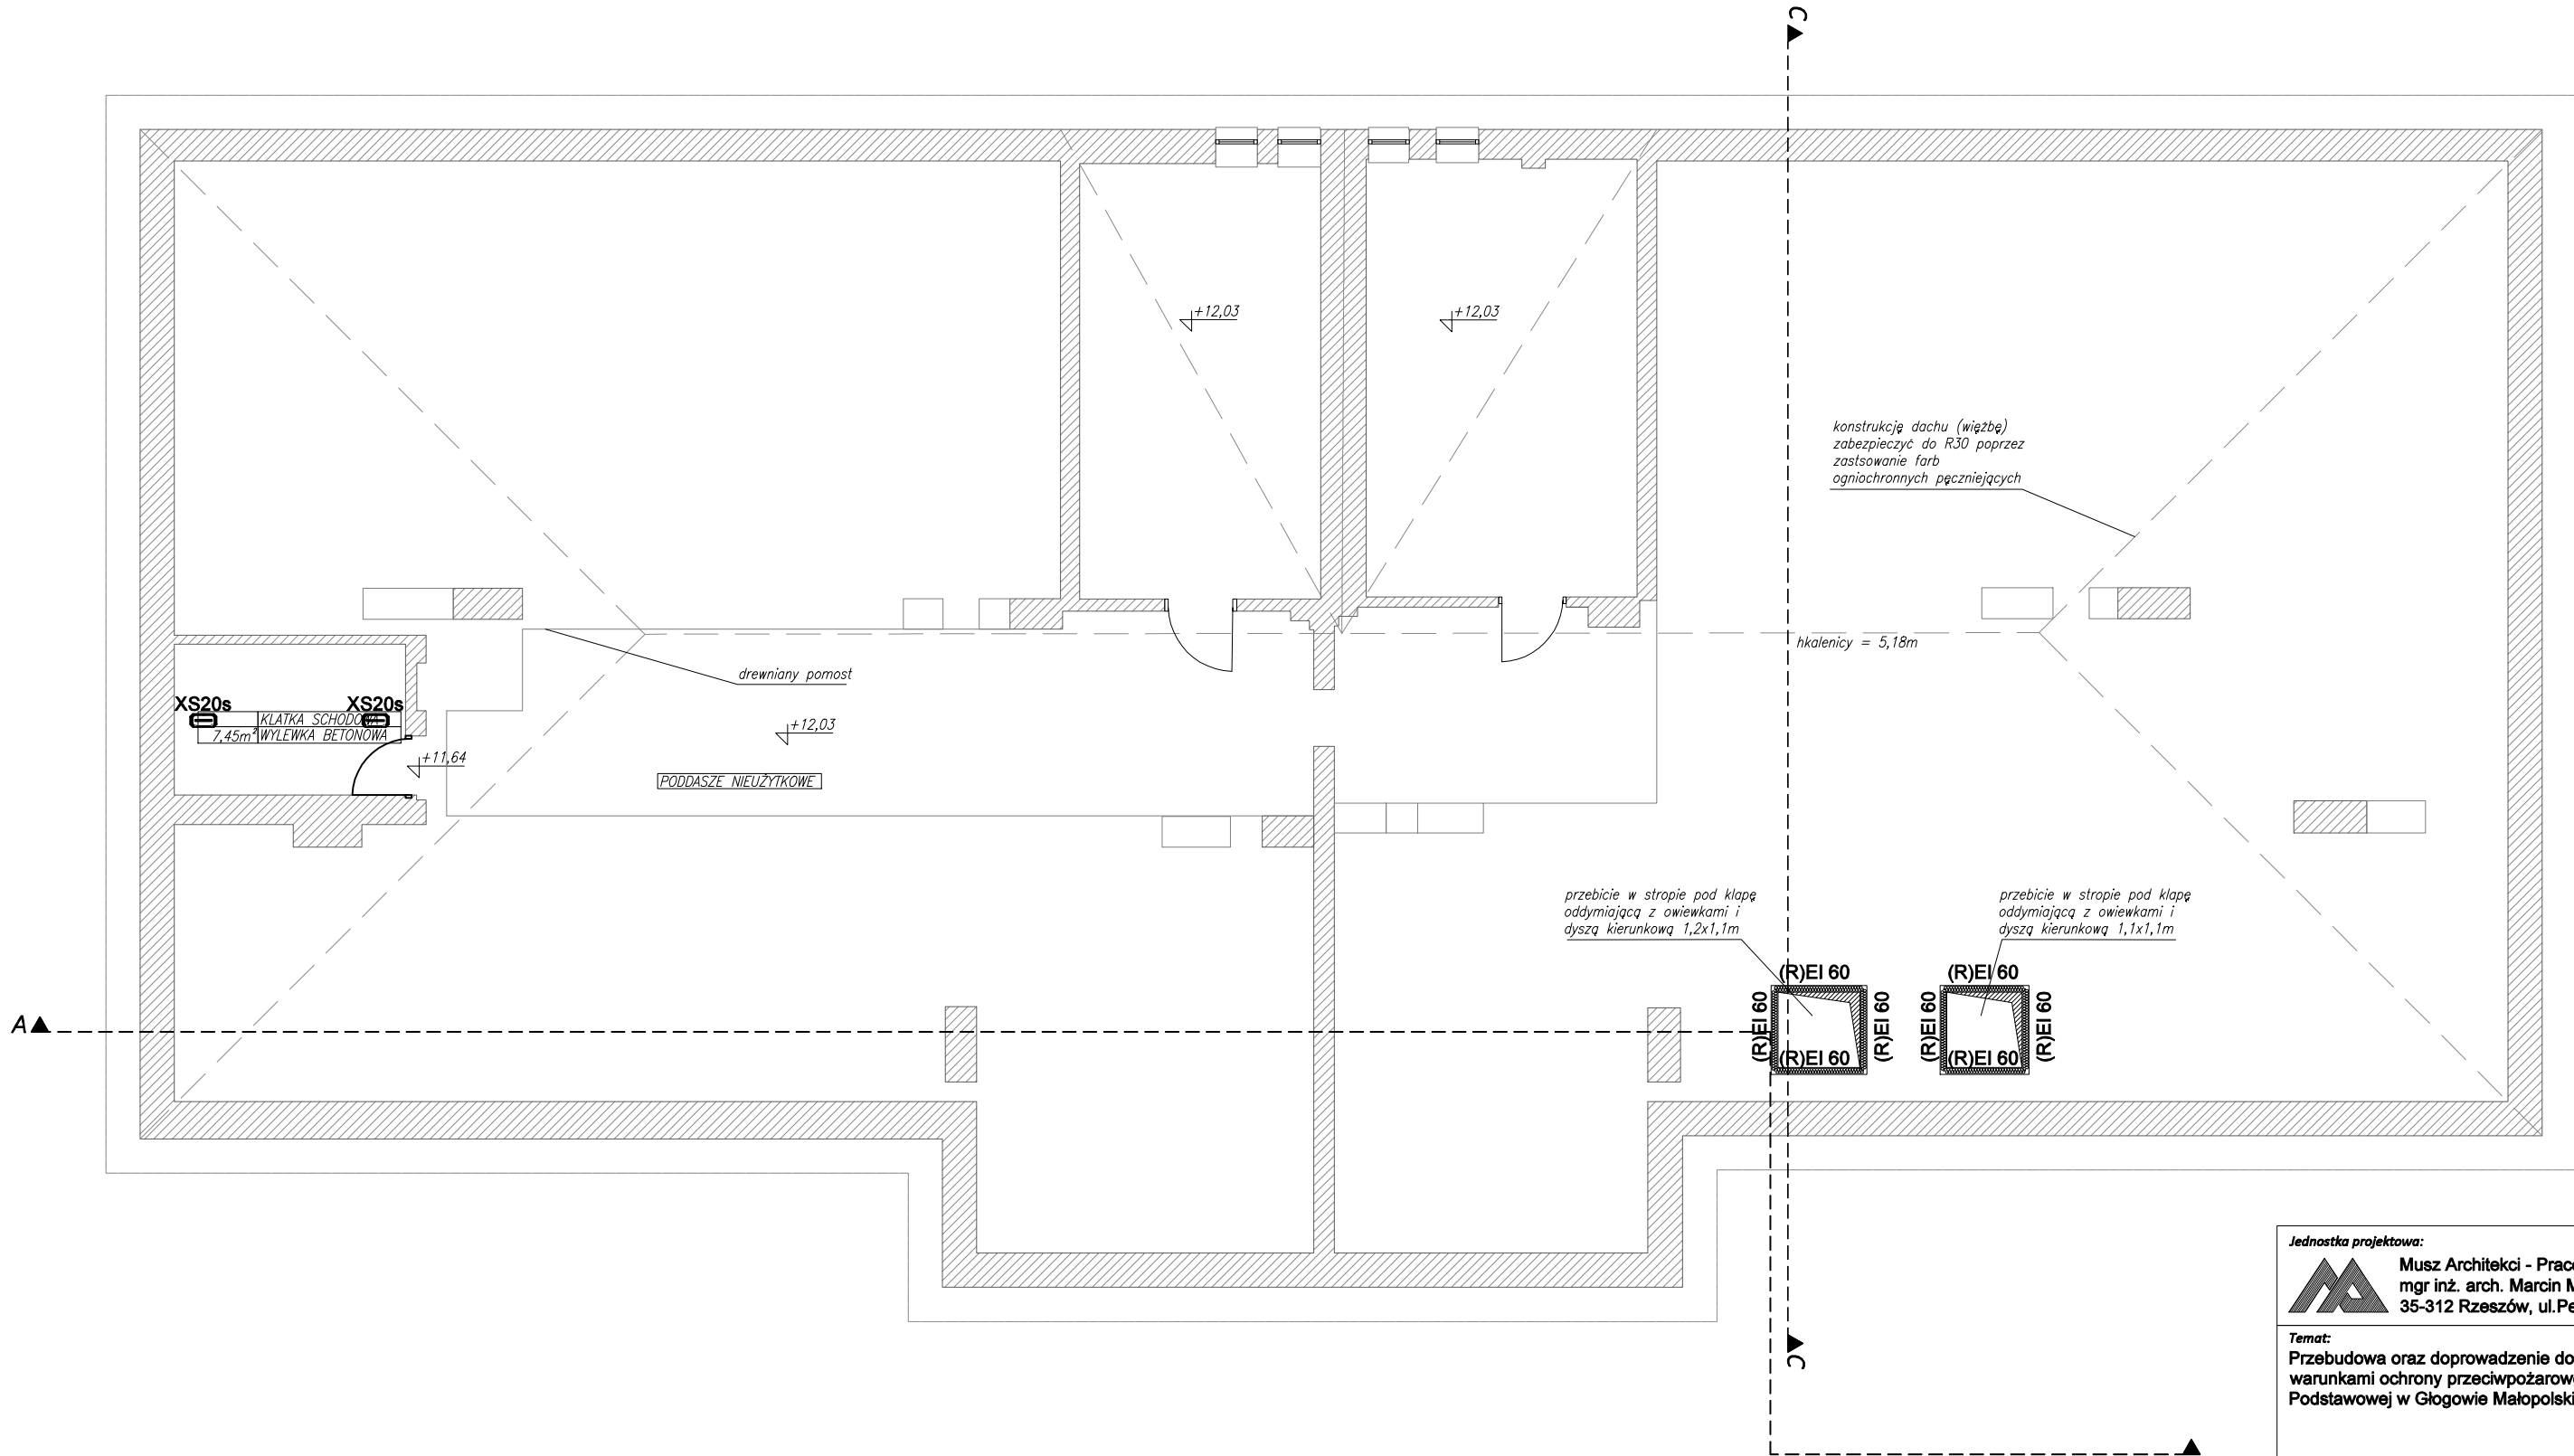 C
+12,03
+12,03
konstrukcję dachu (więźbę)
zabezpieczyć do R30 poprzez
zastsowanie farb
ogniochronnych pęczniejących
hkalenicy = 5,18m
drewniany pomost
XS20s
XS20s
KLATKA SCHODOWA
7,45m² WYLEWKA BETONOWA
+12,03
+11,64
PODDASZE NIEUŻYTKOWE
przebicie w stropie pod klapę
oddymiającą z owiewkami i
dyszą kierunkową 1,2x1,1m
przebicie w stropie pod klapę
oddymiającą z owiewkami i
dyszą kierunkową 1,1x1,1m
(R)EI 60
(R)EI 60
(R)EI 60
(R)EI 60
(R)EI 60
(R)EI 60
(R)EI 60
(R)EI 60
A
C
Jednostka projektowa:
Musz Architekci - Prac
mgr inż. arch. Marcin M
35-312 Rzeszów, ul.Pe
Temat:
Przebudowa oraz doprowadzenie do
warunkami ochrony przeciwpożarow
Podstawowej w Głogowie Małopolski